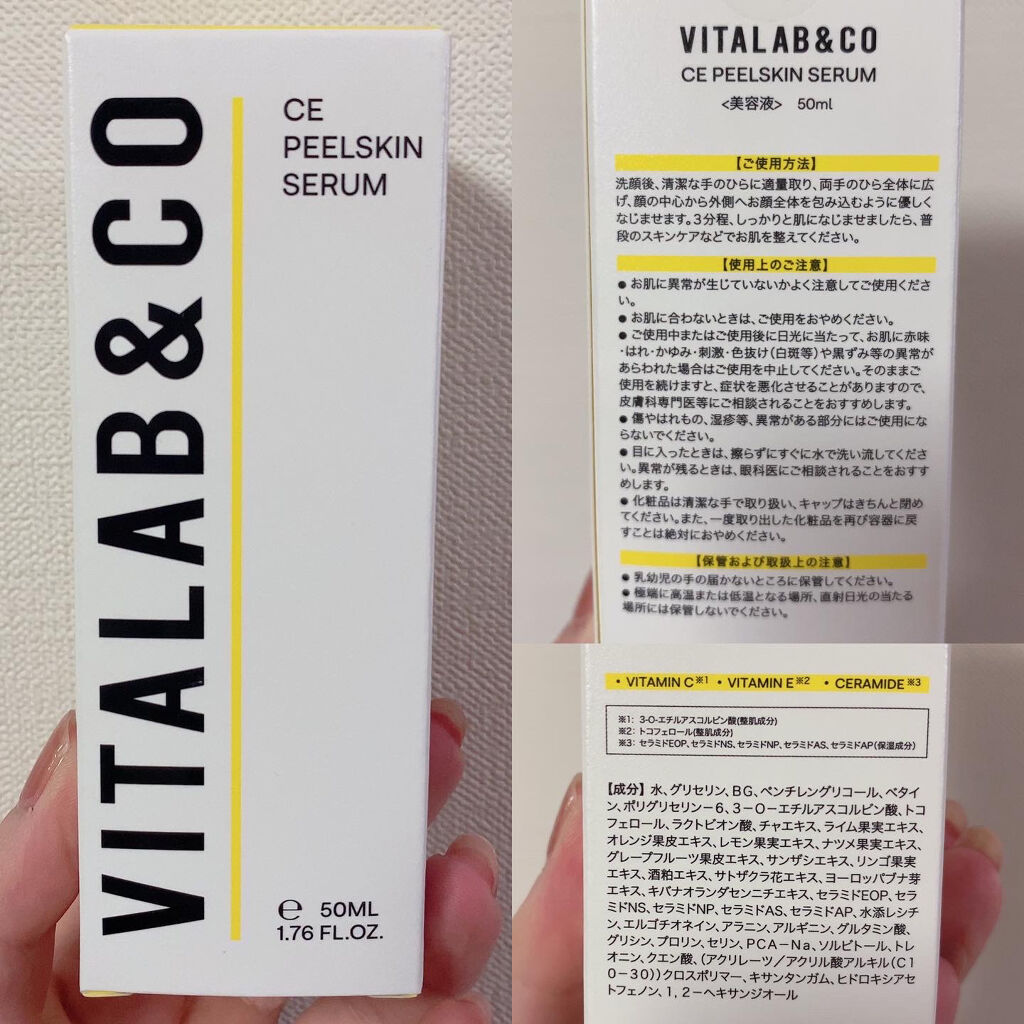 VITALAB&CO
CE
PEELSKIN
SERUM
℮ 50ML
1.76 FL.OZ.
VITALAB&CO
CE PEELSKIN SERUM
<美容液> 50ml
【ご使用方法】
洗顔後、清潔な手のひらに適量取り、両手のひら全体に広
げ、顔の中心から外側へお顔全体を包み込むように優しく
なじませます。3分程、しっかりと肌になじませましたら、普
段のスキンケアなどでお肌を整えてください。
【使用上のご注意】
● お肌に異常が生じていないかよく注意してご使用くださ
い。
● お肌に合わないときは、ご使用をおやめください。
● ご使用中またはご使用後に日光に当たって、お肌に赤味
・はれ・かゆみ・刺激・色抜け(白斑等)や黒ずみ等の異常が
あらわれた場合はご使用を中止してください。そのままご
使用を続けますと、症状を悪化させることがありますので、
皮膚科専門医等にご相談されることをおすすめします。
● 傷やはれもの、湿疹等、異常がある部分にはご使用にな
らないでください。
● 目に入ったときは、擦らずにすぐに水で洗い流してくださ
い。異常が残るときは、眼科医にご相談されることをおすす
めします。
● 化粧品は清潔な手で取り扱い、キャップはきちんと閉め
てください。また、一度取り出した化粧品を再び容器に戻
すことは絶対におやめください。
【保管および取扱上の注意】
● 乳幼児の手の届かないところに保管してください。
● 極端に高温または低温となる場所、直射日光の当たる
場所には保管しないでください。
・VITAMIN C※1 ・VITAMIN E※2 ・CERAMIDE※3
※1: 3-O-エチルアスコルビン酸(整肌成分)
※2: トコフェロール(整肌成分)
※3: セラミドEOP、セラミドNS、セラミドNP、セラミドAS、セラミドAP(保湿成分)
【成分】水、グリセリン、BG、ペンチレングリコール、ベタイ
ン、ポリグリセリン-6、3-O-エチルアスコルビン酸、トコ
フェロール、ラクトビオン酸、チャエキス、ライム果実エキス、
オレンジ果皮エキス、レモン果実エキス、ナツメ果実エキス、
グレープフルーツ果皮エキス、サンザシエキス、リンゴ果実
エキス、酒粕エキス、サトザクラ花エキス、ヨーロッパブナ芽
エキス、キバナオランダセンニチエキス、セラミドEOP、セラ
ミドNS、セラミドNP、セラミドAS、セラミドAP、水添レシチ
ン、エルゴチオネイン、アラニン、アルギニン、グルタミン酸、
グリシン、プロリン、セリン、PCA-Na、ソルビトール、トレ
オニン、クエン酸、(アクリレーツ/アクリル酸アルキル(C1
0-30))クロスポリマー、キサンタンガム、ヒドロキシアセ
トフェノン、1,2-ヘキサンジオール